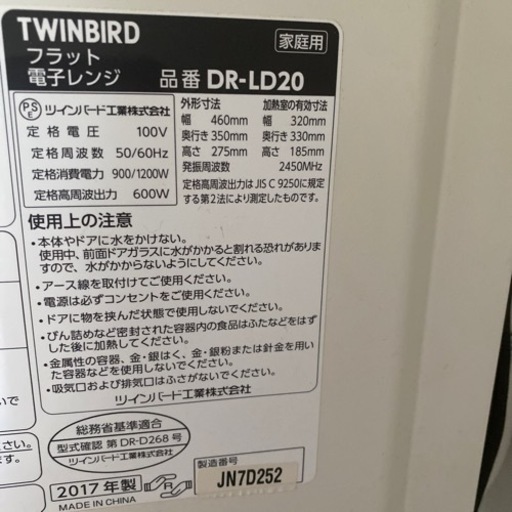 TWINBIRD
家庭用
フラット
電子レンジ 品番 DR-LD20
PSE ツインバード工業株式会社
定格電圧 100V
定格周波数 50/60Hz
定格消費電力 900/1200W
定格高周波出力 600W
外形寸法
幅 460mm
奥行き 350mm
高さ 275mm
加熱室の有効寸法
幅 320mm
奥行き 330mm
高さ 185mm
発振周波数 2450MHz
定格高周波出力はJIS C 9250に規定
する第2法により測定したものです。
使用上の注意
・本体やドアに水をかけない。
使用中、前面ドアガラスに水がかかると割れる恐れがありま
すので、水がかからないようにしてください。
・アース線を取付けてご使用ください。
・電源は必ずコンセントをご使用ください。
・ドアに物を挟んだ状態で使用しないでください。
・びん詰めなど密封された容器内の食品はふたなどをはず
した後に加熱してください。
・金属性の容器、金・銀はく、金・銀粉または針金を用い
た容器などを使用しないでください。
・吸気口および排気口はふさがないでください。
ツインバード工業株式会社
総務省基準適合
型式確認 第 DR-D268 号
ツインバード工業株式会社
2017年製
MADE IN CHINA
製造番号
JN7D252
いで
さい。
ます。